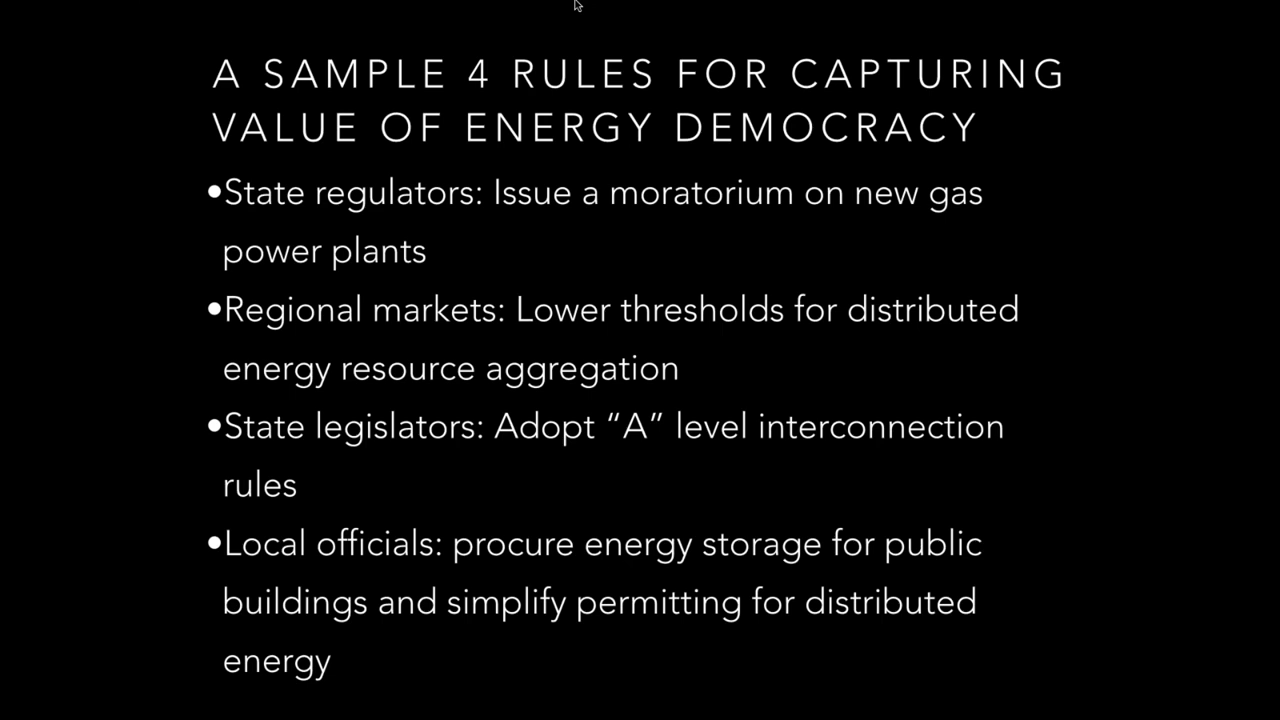 A SAMPLE 4 RULES FOR CAPTURING
VALUE OF ENERGY DEMOCRACY
•State regulators: Issue a moratorium on new gas
power plants
•Regional markets: Lower thresholds for distributed
energy resource aggregation
•State legislators: Adopt “A” level interconnection
rules
•Local officials: procure energy storage for public
buildings and simplify permitting for distributed
energy